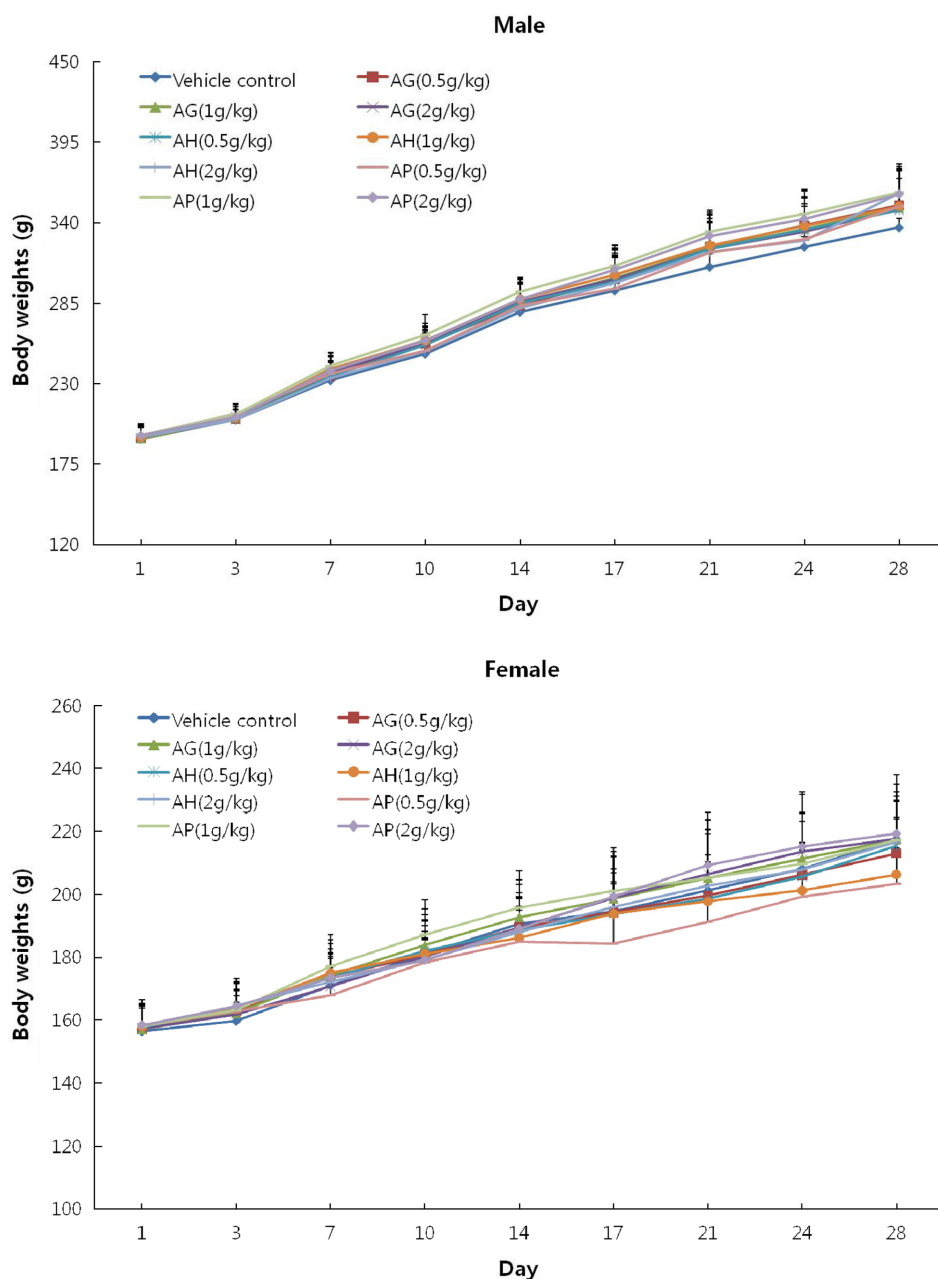 Male
450
395
340
285
230
175
120
Body weights (g)
Vehicle control AG(0.5g/kg)
AG(1g/kg) AG(2g/kg)
AH(0.5g/kg) AH(1g/kg)
AH(2g/kg) AP(0.5g/kg)
AP(1g/kg) AP(2g/kg)
1 3 7 10 14 17 21 24 28
Day
Female
260
240
220
200
180
160
140
120
100
Body weights (g)
Vehicle control AG(0.5g/kg)
AG(1g/kg) AG(2g/kg)
AH(0.5g/kg) AH(1g/kg)
AH(2g/kg) AP(0.5g/kg)
AP(1g/kg) AP(2g/kg)
1 3 7 10 14 17 21 24 28
Day